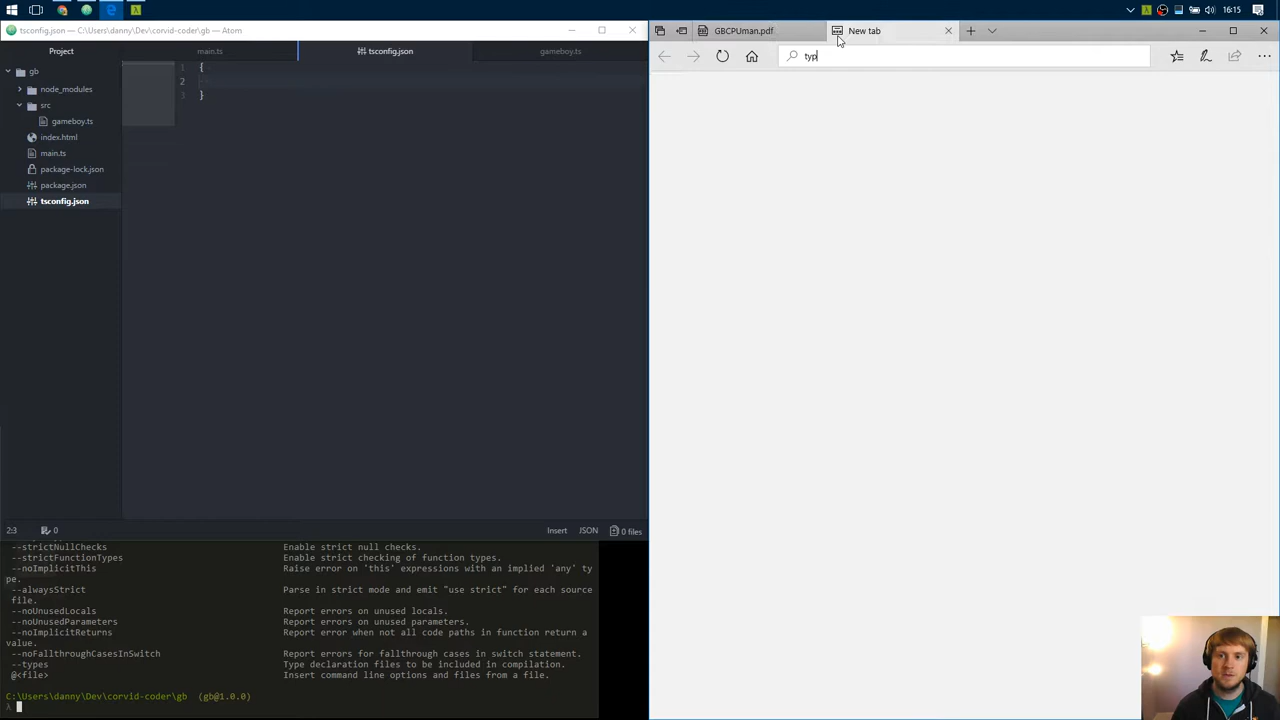 16:15
tsconfig.json — C:\Users\danny\Dev\corvid-coder\gb — Atom
Project
main.ts
tsconfig.json
gameboy.ts
gb
node_modules
src
gameboy.ts
index.html
main.ts
package-lock.json
package.json
tsconfig.json
1 {
2
3 }
2:3
0
Insert
JSON
0 files
--strictNullChecks Enable strict null checks.
--strictFunctionTypes Enable strict checking of function types.
--noImplicitThis Raise error on 'this' expressions with an implied 'any' ty
pe.
--alwaysStrict Parse in strict mode and emit "use strict" for each source
file.
--noUnusedLocals Report errors on unused locals.
--noUnusedParameters Report errors on unused parameters.
--noImplicitReturns Report error when not all code paths in function return a
value.
--noFallthroughCasesInSwitch Report errors for fallthrough cases in switch statement.
--types Type declaration files to be included in compilation.
@<file> Insert command line options and files from a file.
C:\Users\danny\Dev\corvid-coder\gb (gb@1.0.0)
λ
GBCPUman.pdf
New tab
typ